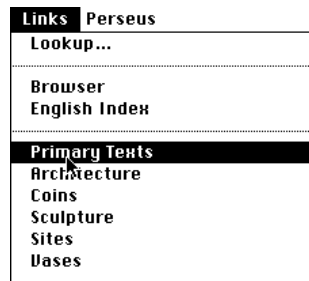 Links Perseus
Lookup...
Browser
English Index
Primary Texts
Architecture
Coins
Sculpture
Sites
Vases